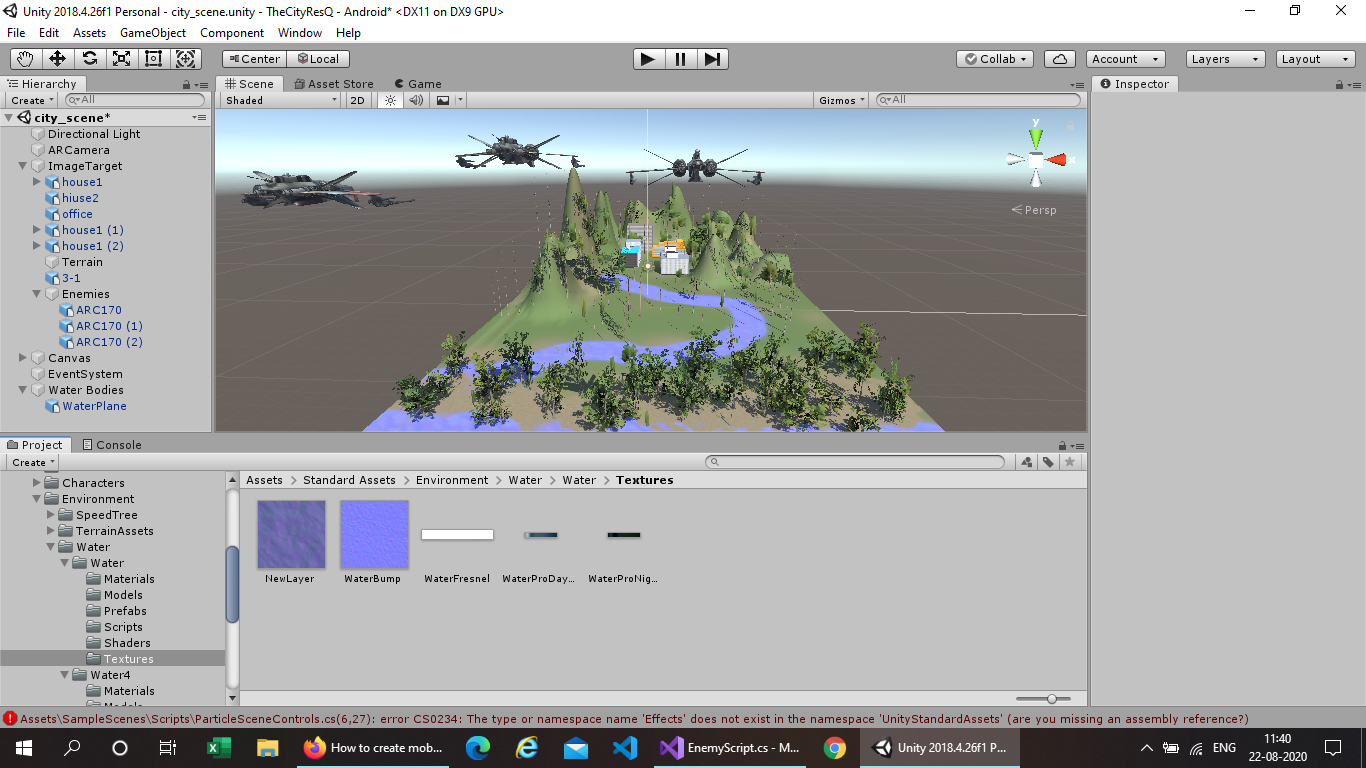 Unity 2018.4.26f1 Personal - city_scene.unity - TheCityResQ - Android* <DX11 on DX9 GPU>
File Edit Assets GameObject Component Window Help
Center Local Collab Account Layers Layout
Hierarchy
Create All
city_scene*
Directional Light
ARCamera
ImageTarget
house1
hiuse2
office
house1 (1)
house1 (2)
Terrain
3-1
Enemies
ARC170
ARC170 (1)
ARC170 (2)
Canvas
EventSystem
Water Bodies
WaterPlane
Scene Asset Store Game
Shaded 2D Gizmos All
y
x
Persp
Inspector
Project Console
Create
Characters
Environment
SpeedTree
TerrainAssets
Water
Water
Materials
Models
Prefabs
Scripts
Shaders
Textures
Water4
Materials
Models
Assets > Standard Assets > Environment > Water > Water > Textures
NewLayer WaterBump WaterFresnel WaterProDay... WaterProNig...
Assets\SampleScenes\Scripts\ParticleSceneControls.cs(6,27): error CS0234: The type or namespace name 'Effects' does not exist in the namespace 'UnityStandardAssets' (are you missing an assembly reference?)
How to create mob... EnemyScript.cs - M... Unity 2018.4.26f1 P... ENG 11:40
22-08-2020